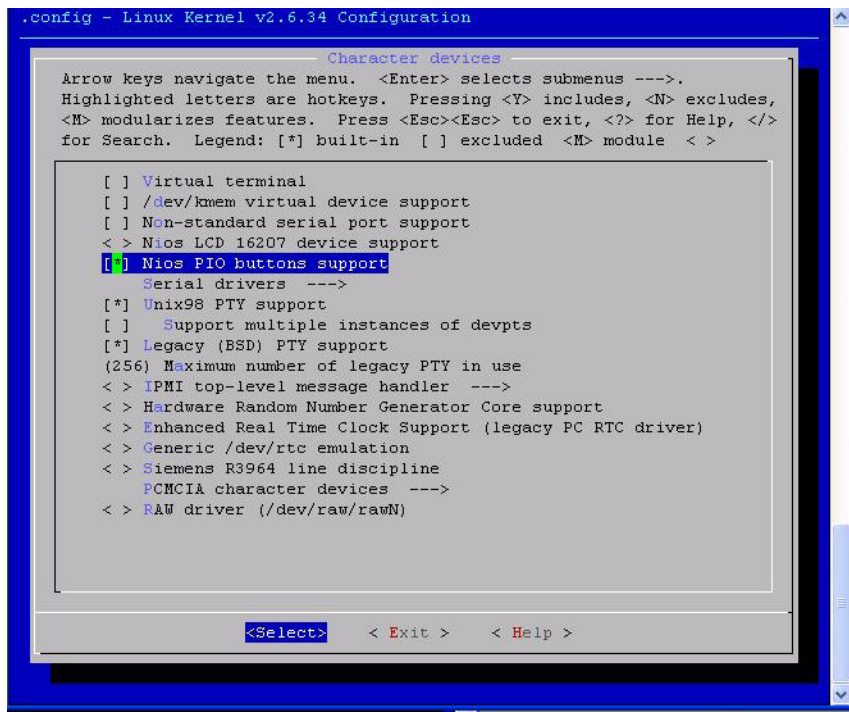 .config - Linux Kernel v2.6.34 Configuration
Character devices
Arrow keys navigate the menu.  <Enter> selects submenus --->.
Highlighted letters are hotkeys.  Pressing <Y> includes, <N> excludes,
<M> modularizes features.  Press <Esc><Esc> to exit, <?> for Help, </>
for Search.  Legend: [*] built-in  [ ] excluded  <M> module  < >
[ ] Virtual terminal
[ ] /dev/kmem virtual device support
[ ] Non-standard serial port support
< > Nios LCD 16207 device support
[*] Nios PIO buttons support
Serial drivers  --->
[*] Unix98 PTY support
[ ]   Support multiple instances of devpts
[*] Legacy (BSD) PTY support
(256) Maximum number of legacy PTY in use
< > IPMI top-level message handler  --->
< > Hardware Random Number Generator Core support
< > Enhanced Real Time Clock Support (legacy PC RTC driver)
< > Generic /dev/rtc emulation
< > Siemens R3964 line discipline
PCMCIA character devices  --->
< > RAW driver (/dev/raw/rawN)
<Select>    < Exit >    < Help >